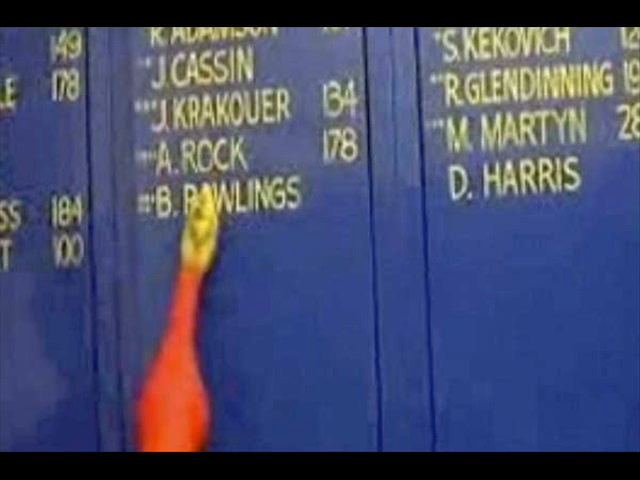 149
178
184
100
R. ADAMSON
J. CASSIN
J. KRAKOUER 134
A. ROCK 178
B. RAWLINGS
S. KEKOVICH
R. GLENDINNING
M. MARTYN
D. HARRIS